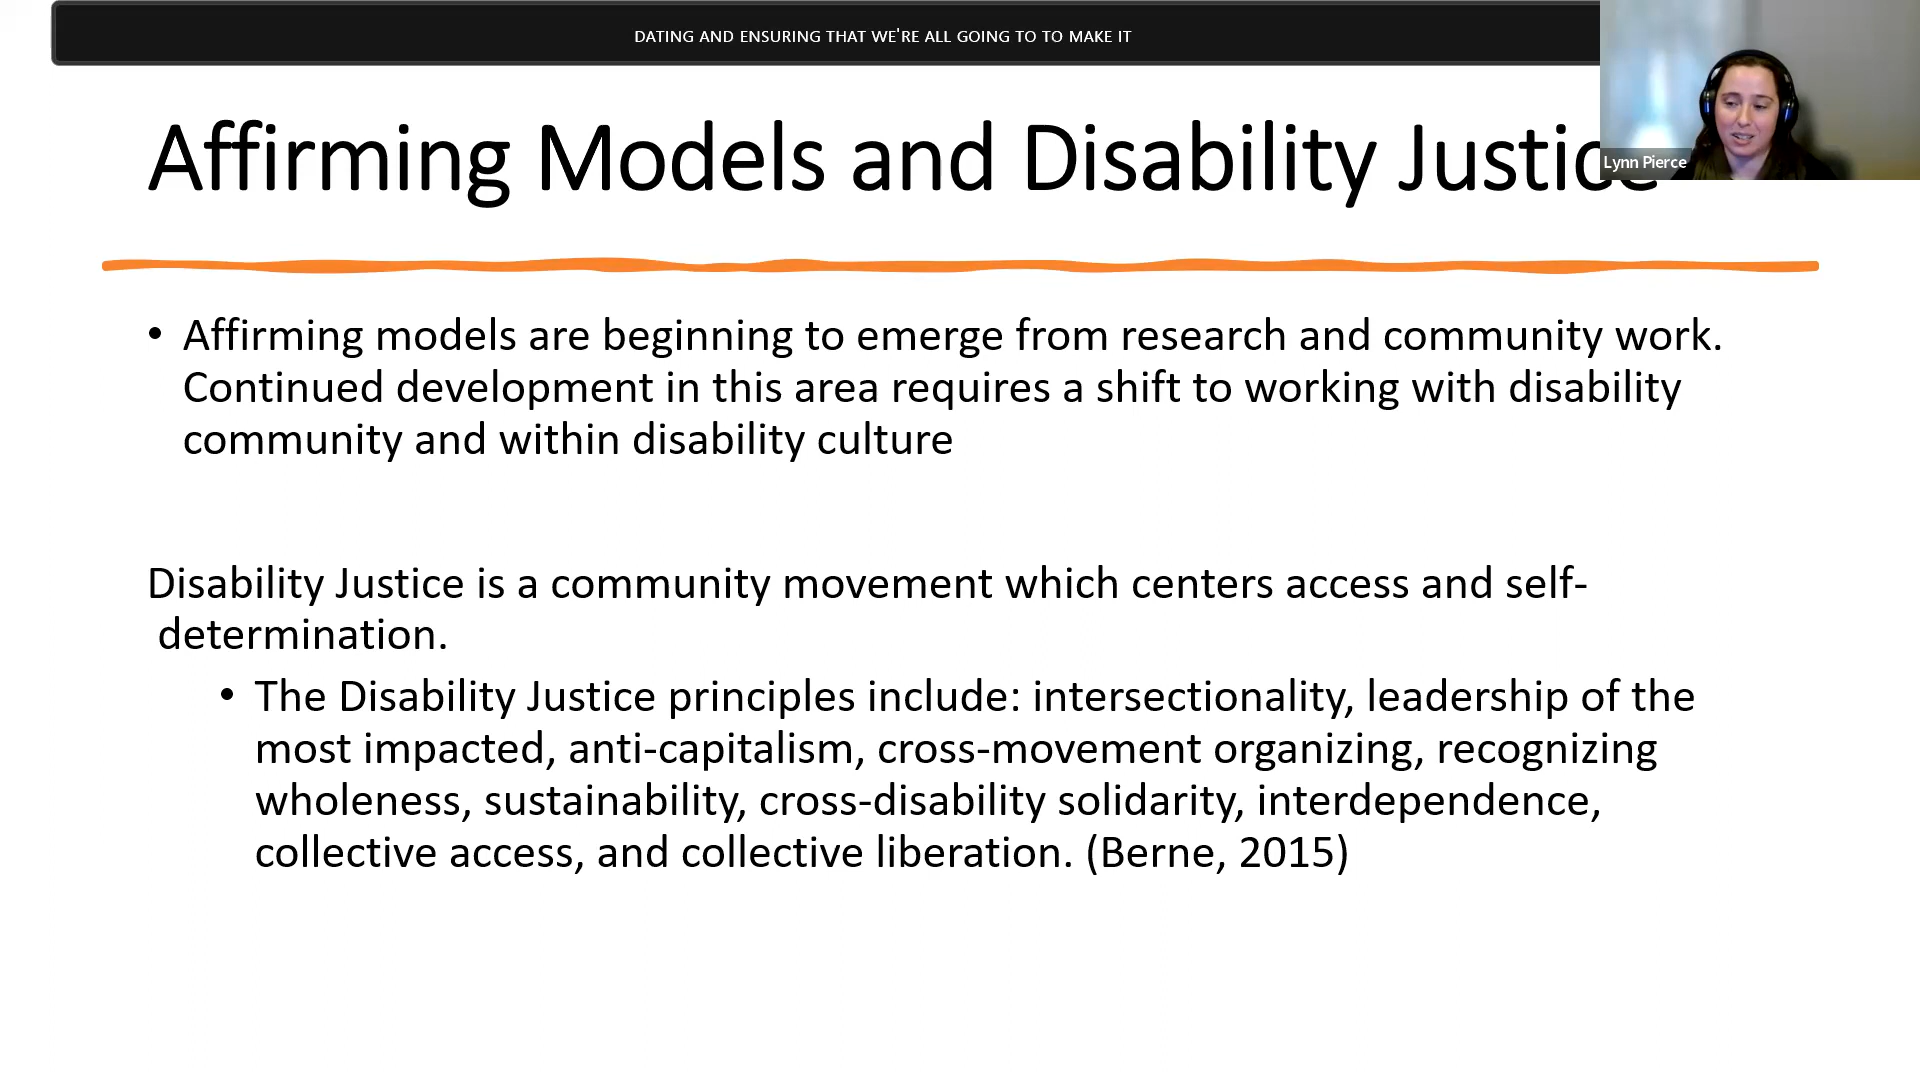 DATING AND ENSURING THAT WE'RE ALL GOING TO TO MAKE IT
Affirming Models and Disability Justice
Lynn Pierce
• Affirming models are beginning to emerge from research and community work.
Continued development in this area requires a shift to working with disability
community and within disability culture
Disability Justice is a community movement which centers access and self-
determination.
• The Disability Justice principles include: intersectionality, leadership of the
most impacted, anti-capitalism, cross-movement organizing, recognizing
wholeness, sustainability, cross-disability solidarity, interdependence,
collective access, and collective liberation. (Berne, 2015)